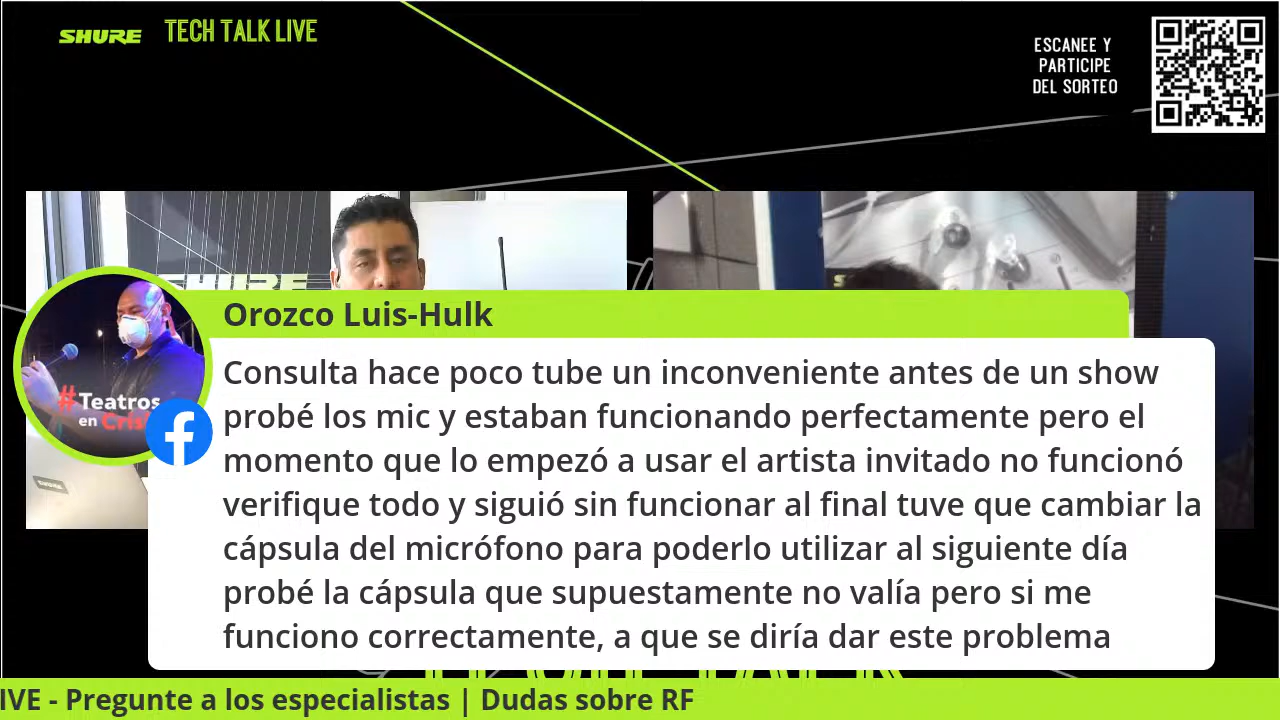 SHURE TECH TALK LIVE
ESCANEE Y
PARTICIPE
DEL SORTEO
SHURE
Orozco Luis-Hulk
Consulta hace poco tube un inconveniente antes de un show
probé los mic y estaban funcionando perfectamente pero el
momento que lo empezó a usar el artista invitado no funcionó
verifique todo y siguió sin funcionar al final tuve que cambiar la
cápsula del micrófono para poderlo utilizar al siguiente día
probé la cápsula que supuestamente no valía pero si me
funciono correctamente, a que se diría dar este problema
#Teatros
en
SHURE
IVE - Pregunte a los especialistas | Dudas sobre RF